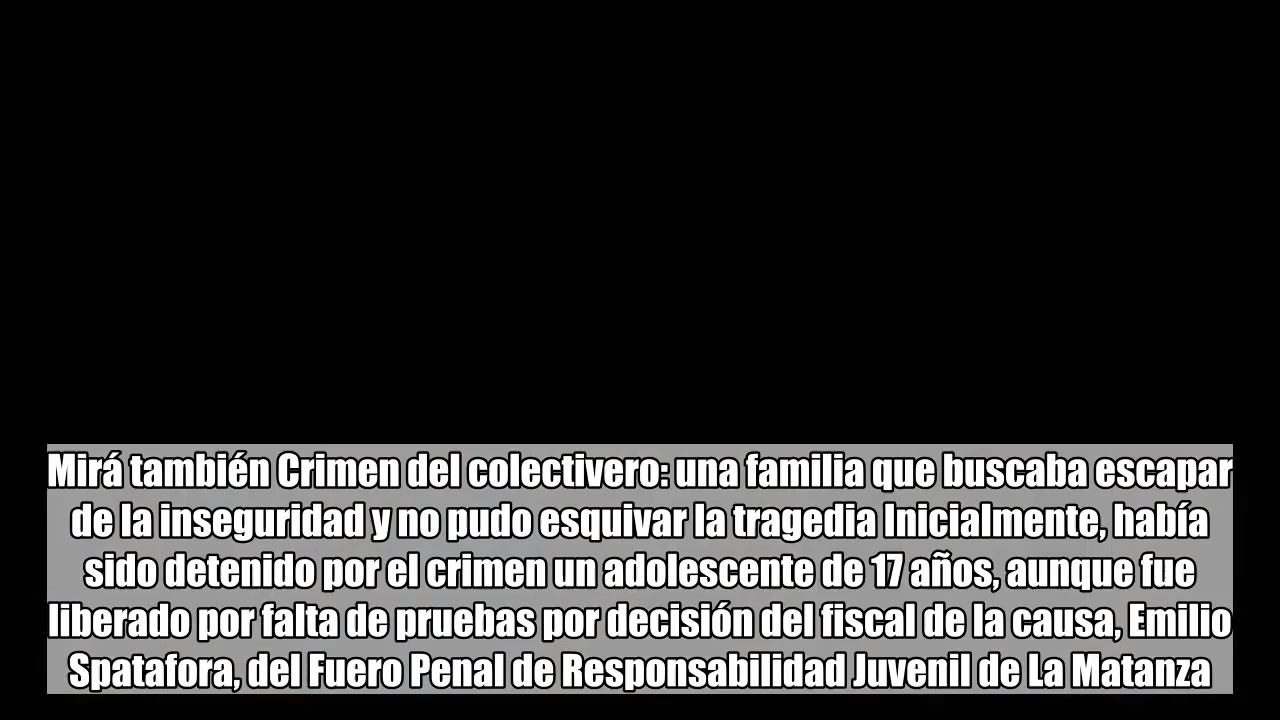 Mirá también Crimen del colectivero: una familia que buscaba escapar
de la inseguridad y no pudo esquivar la tragedia Inicialmente, había
sido detenido por el crimen un adolescente de 17 años, aunque fue
liberado por falta de pruebas por decisión del fiscal de la causa, Emilio
Spatafora, del Fuero Penal de Responsabilidad Juvenil de La Matanza